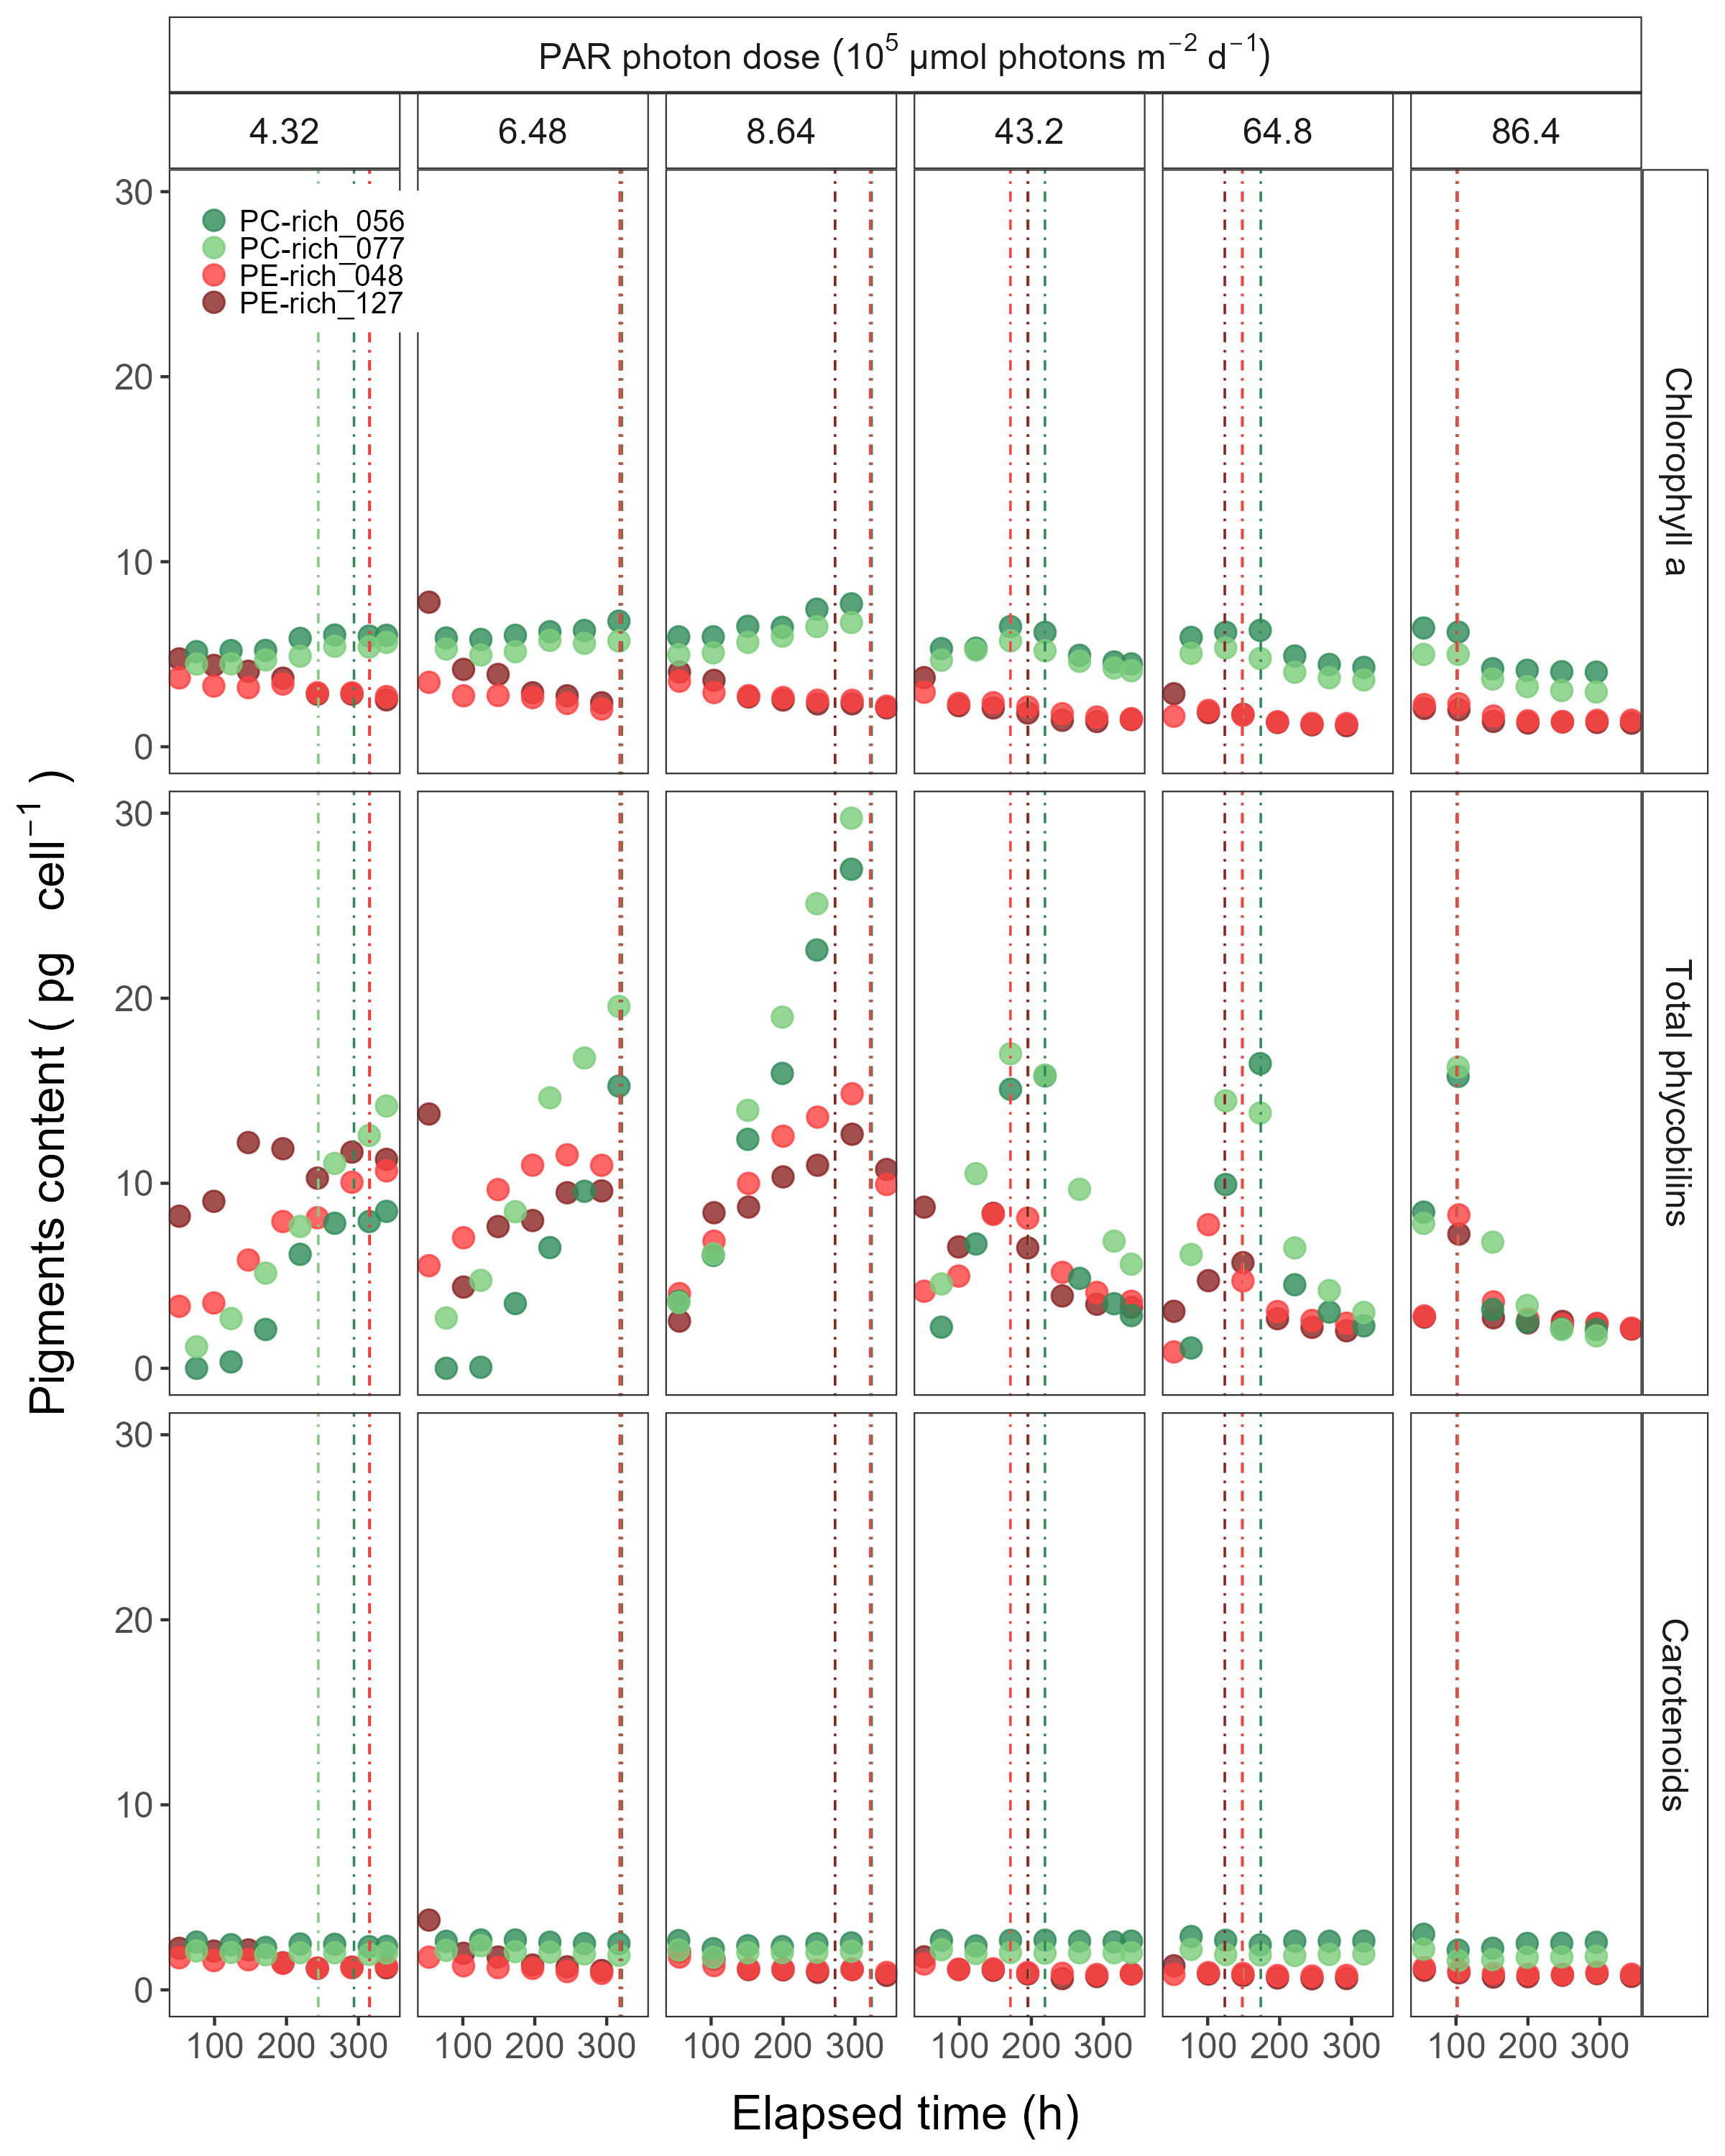 PAR photon dose (10⁵ μmol photons m⁻² d⁻¹)
4.32 6.48 8.64 43.2 64.8 86.4
PC-rich_056
PC-rich_077
PE-rich_048
PE-rich_127
30
20
10
0
Chlorophyll a
30
20
10
0
Total phycobilins
30
20
10
0
Carotenoids
Pigments content ( pg cell⁻¹ )
100 200 300 100 200 300 100 200 300 100 200 300 100 200 300 100 200 300
Elapsed time (h)